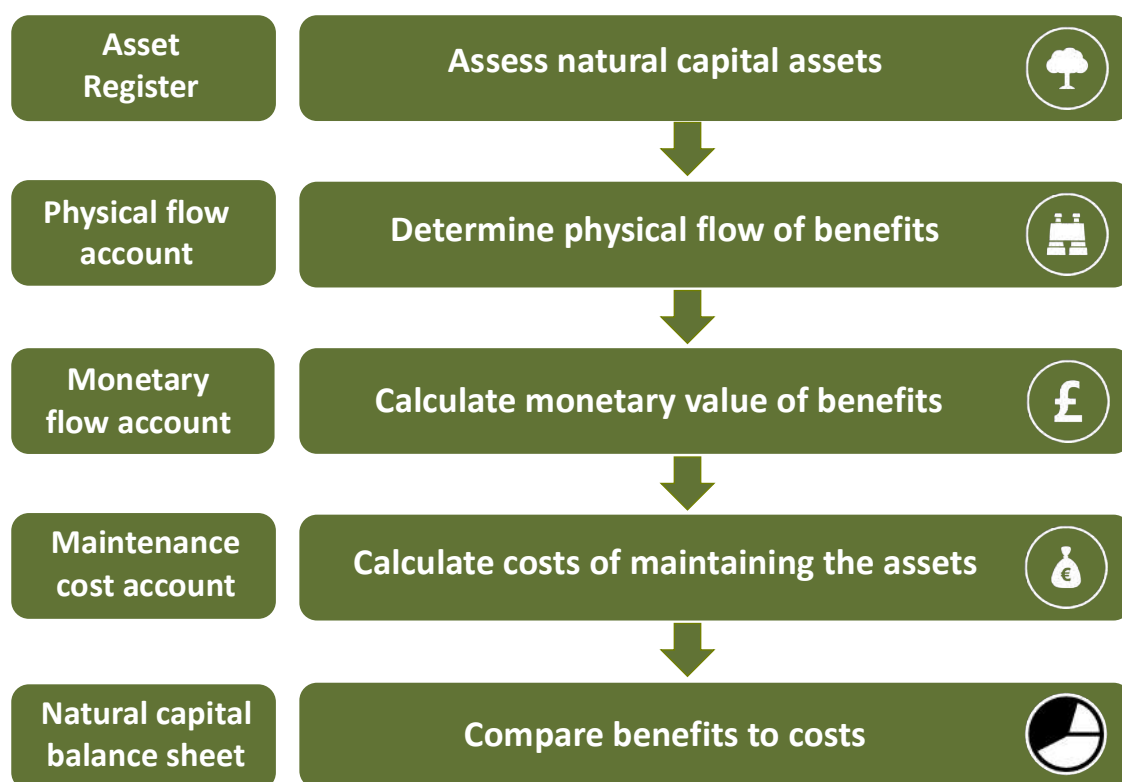 Asset
Register
Assess natural capital assets
Physical flow
account
Determine physical flow of benefits
Monetary
flow account
Calculate monetary value of benefits
£
Maintenance
cost account
Calculate costs of maintaining the assets
€
Natural capital
balance sheet
Compare benefits to costs